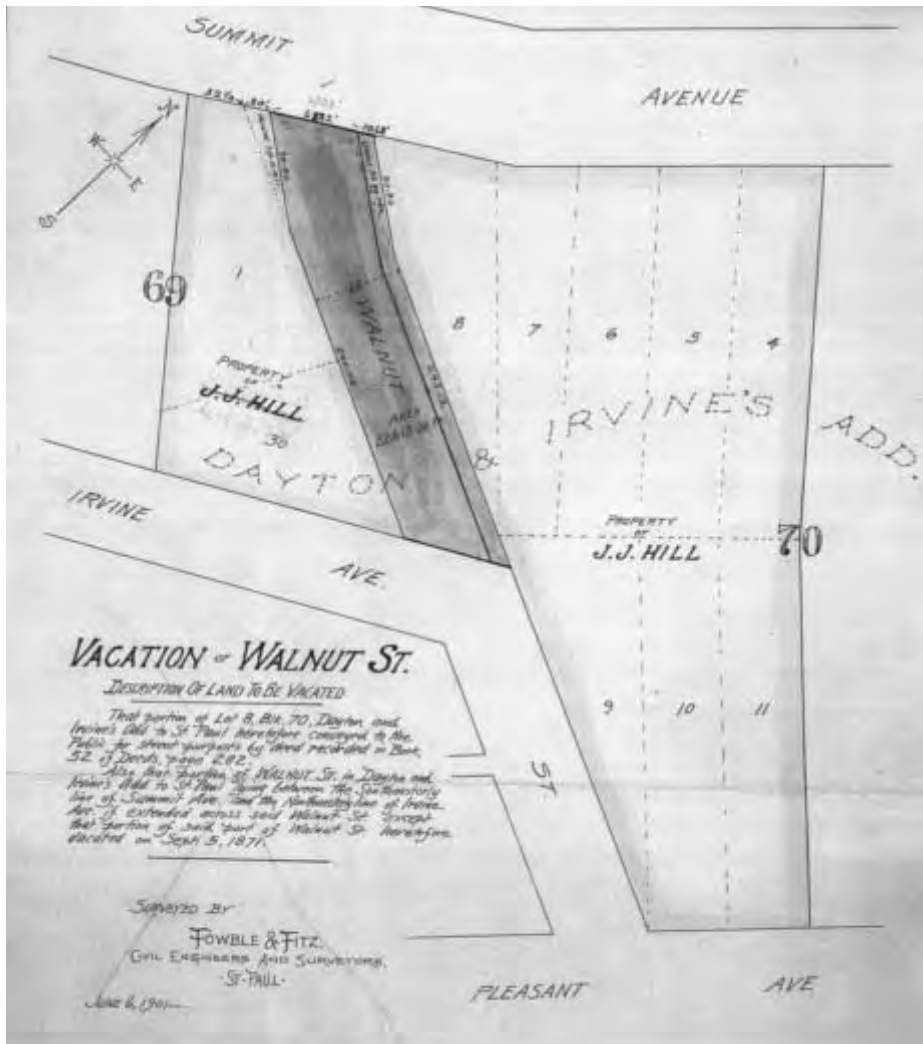 SUMMIT
AVENUE
N
W
E
S
69
1
WALNUT
AREA
8
7
6
5
4
PROPERTY
OF
J.J. HILL
30
DAYTON
&
IRVINE'S
ADD.
IRVINE
AVE.
PROPERTY
OF
J.J. HILL
70
9
10
11
ST.
VACATION OF WALNUT ST.
DESCRIPTION OF LAND TO BE VACATED
That portion of Lot 8, Blk. 70, Dayton and
Irvine's Add to St Paul heretofore conveyed to the
Public for street purposes by deed recorded in Book
52 of Deeds, page 282.
Also that portion of WALNUT ST. in Dayton and
Irvine's Add to St Paul lying between the Southeasterly
line of Summit Ave. and the Northwesterly line of Irvine
Ave. if extended across said Walnut St except
that portion of said part of Walnut St heretofore
vacated on Sept. 5, 1871.
SURVEYED BY
FOWBLE & FITZ.
CIVIL ENGINEERS AND SURVEYORS.
ST. PAUL.
June 6, 1901
PLEASANT
AVE